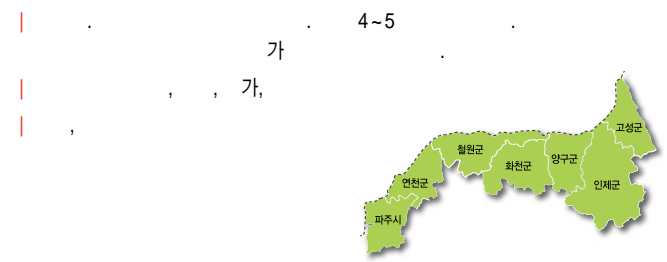 | . . 4~5 .
가 .
| , , 가,
| ,
고성군
철원군
화천군
양구군
연천군
인제군
파주시